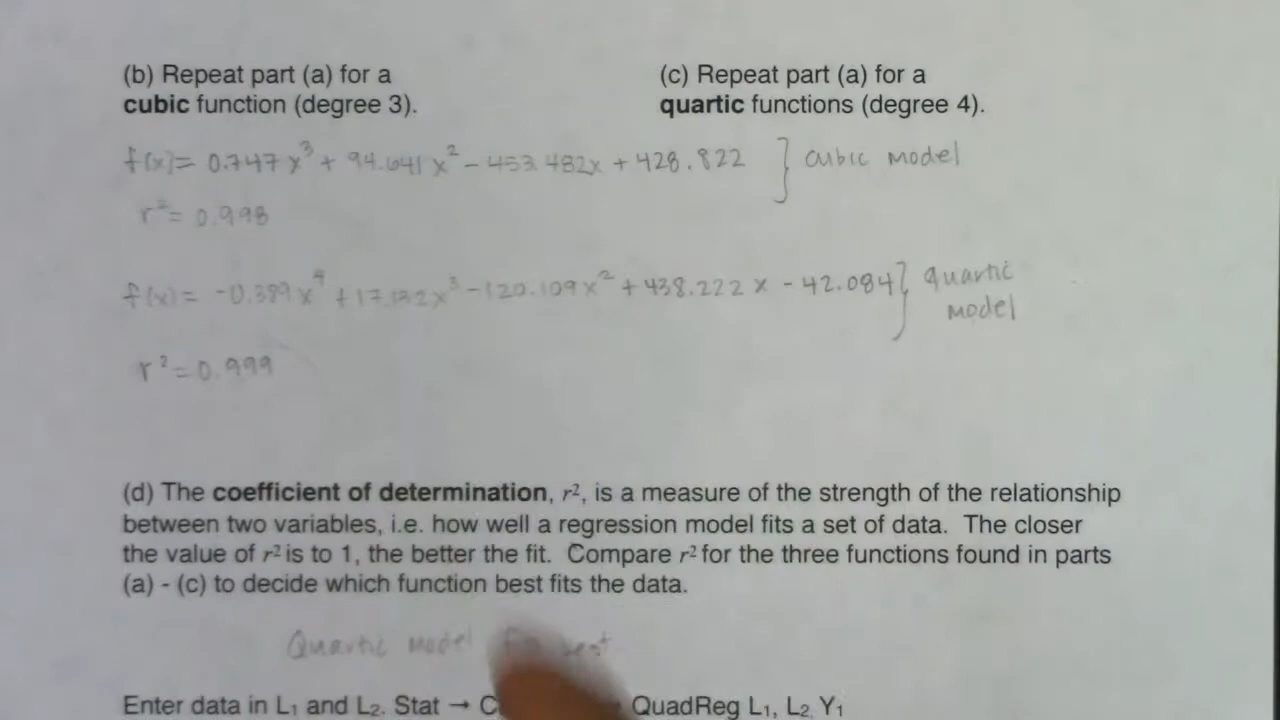 (b) Repeat part (a) for a
cubic function (degree 3).
(c) Repeat part (a) for a
quartic functions (degree 4).
f(x) = 0.747x³ + 94.641x² - 453.482x + 428.822 } cubic model
r² = 0.998
f(x) = -0.389x⁴ + 17.132x³ - 120.109x² + 438.222x - 42.084 } quartic
model
r² = 0.999
(d) The coefficient of determination, r², is a measure of the strength of the relationship
between two variables, i.e. how well a regression model fits a set of data. The closer
the value of r² is to 1, the better the fit. Compare r² for the three functions found in parts
(a) - (c) to decide which function best fits the data.
Quartic model best
Enter data in L₁ and L₂. Stat → QuadReg L₁, L₂, Y₁